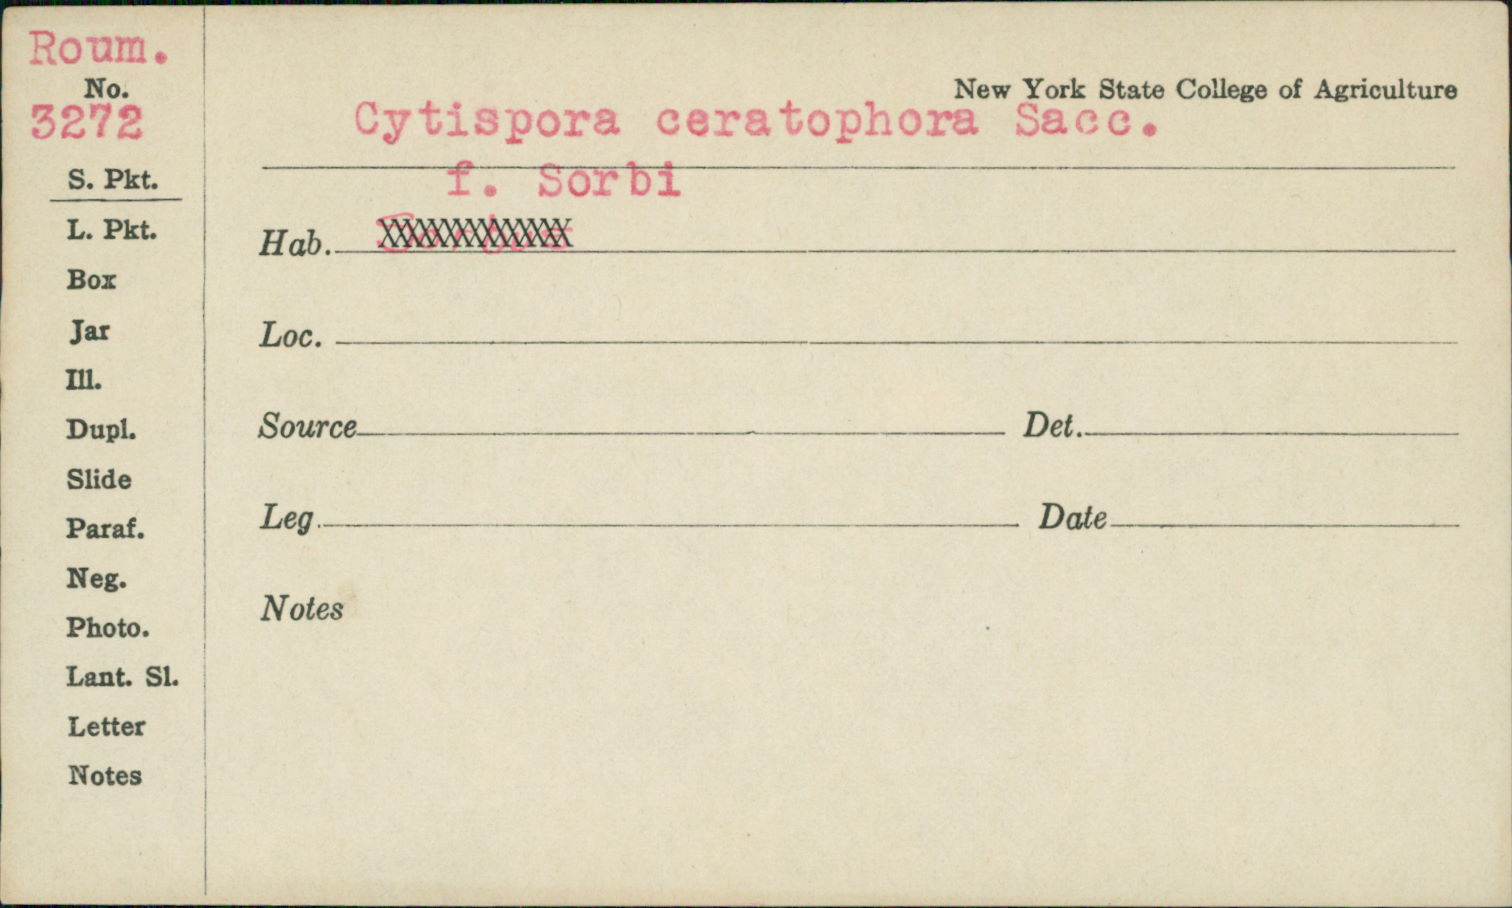 Roum.
No.
3272
S. Pkt.
L. Pkt.
Box
Jar
Ill.
Dupl.
Slide
Paraf.
Neg.
Photo.
Lant. Sl.
Letter
Notes
New York State College of Agriculture
Cytispora ceratophora Sacc.
f. Sorbi
Hab.
Loc.
Source Det.
Leg Date
Notes